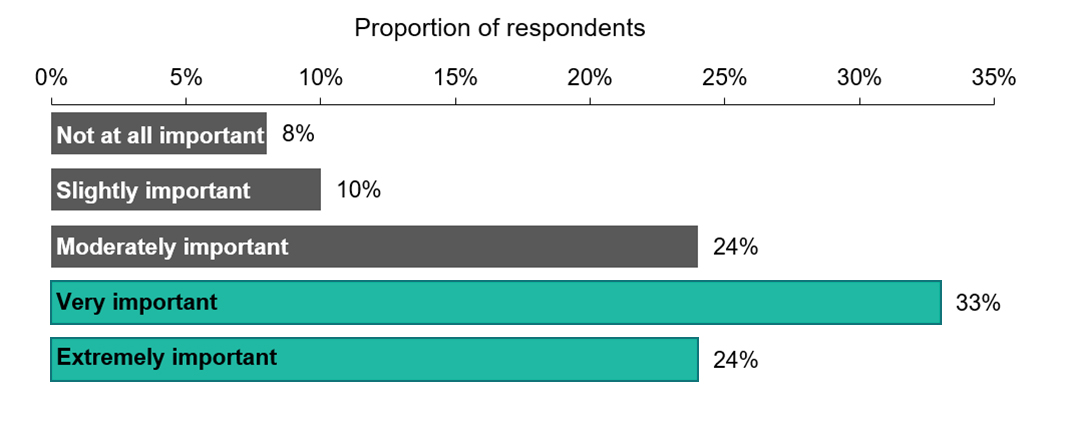 Proportion of respondents
0% 5% 10% 15% 20% 25% 30% 35%
Not at all important 8%
Slightly important 10%
Moderately important 24%
Very important 33%
Extremely important 24%